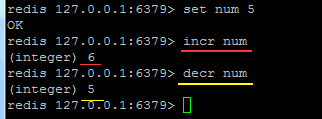 redis 127.0.0.1:6379> set num 5
OK
redis 127.0.0.1:6379> incr num
(integer) 6
redis 127.0.0.1:6379> decr num
(integer) 5
redis 127.0.0.1:6379>